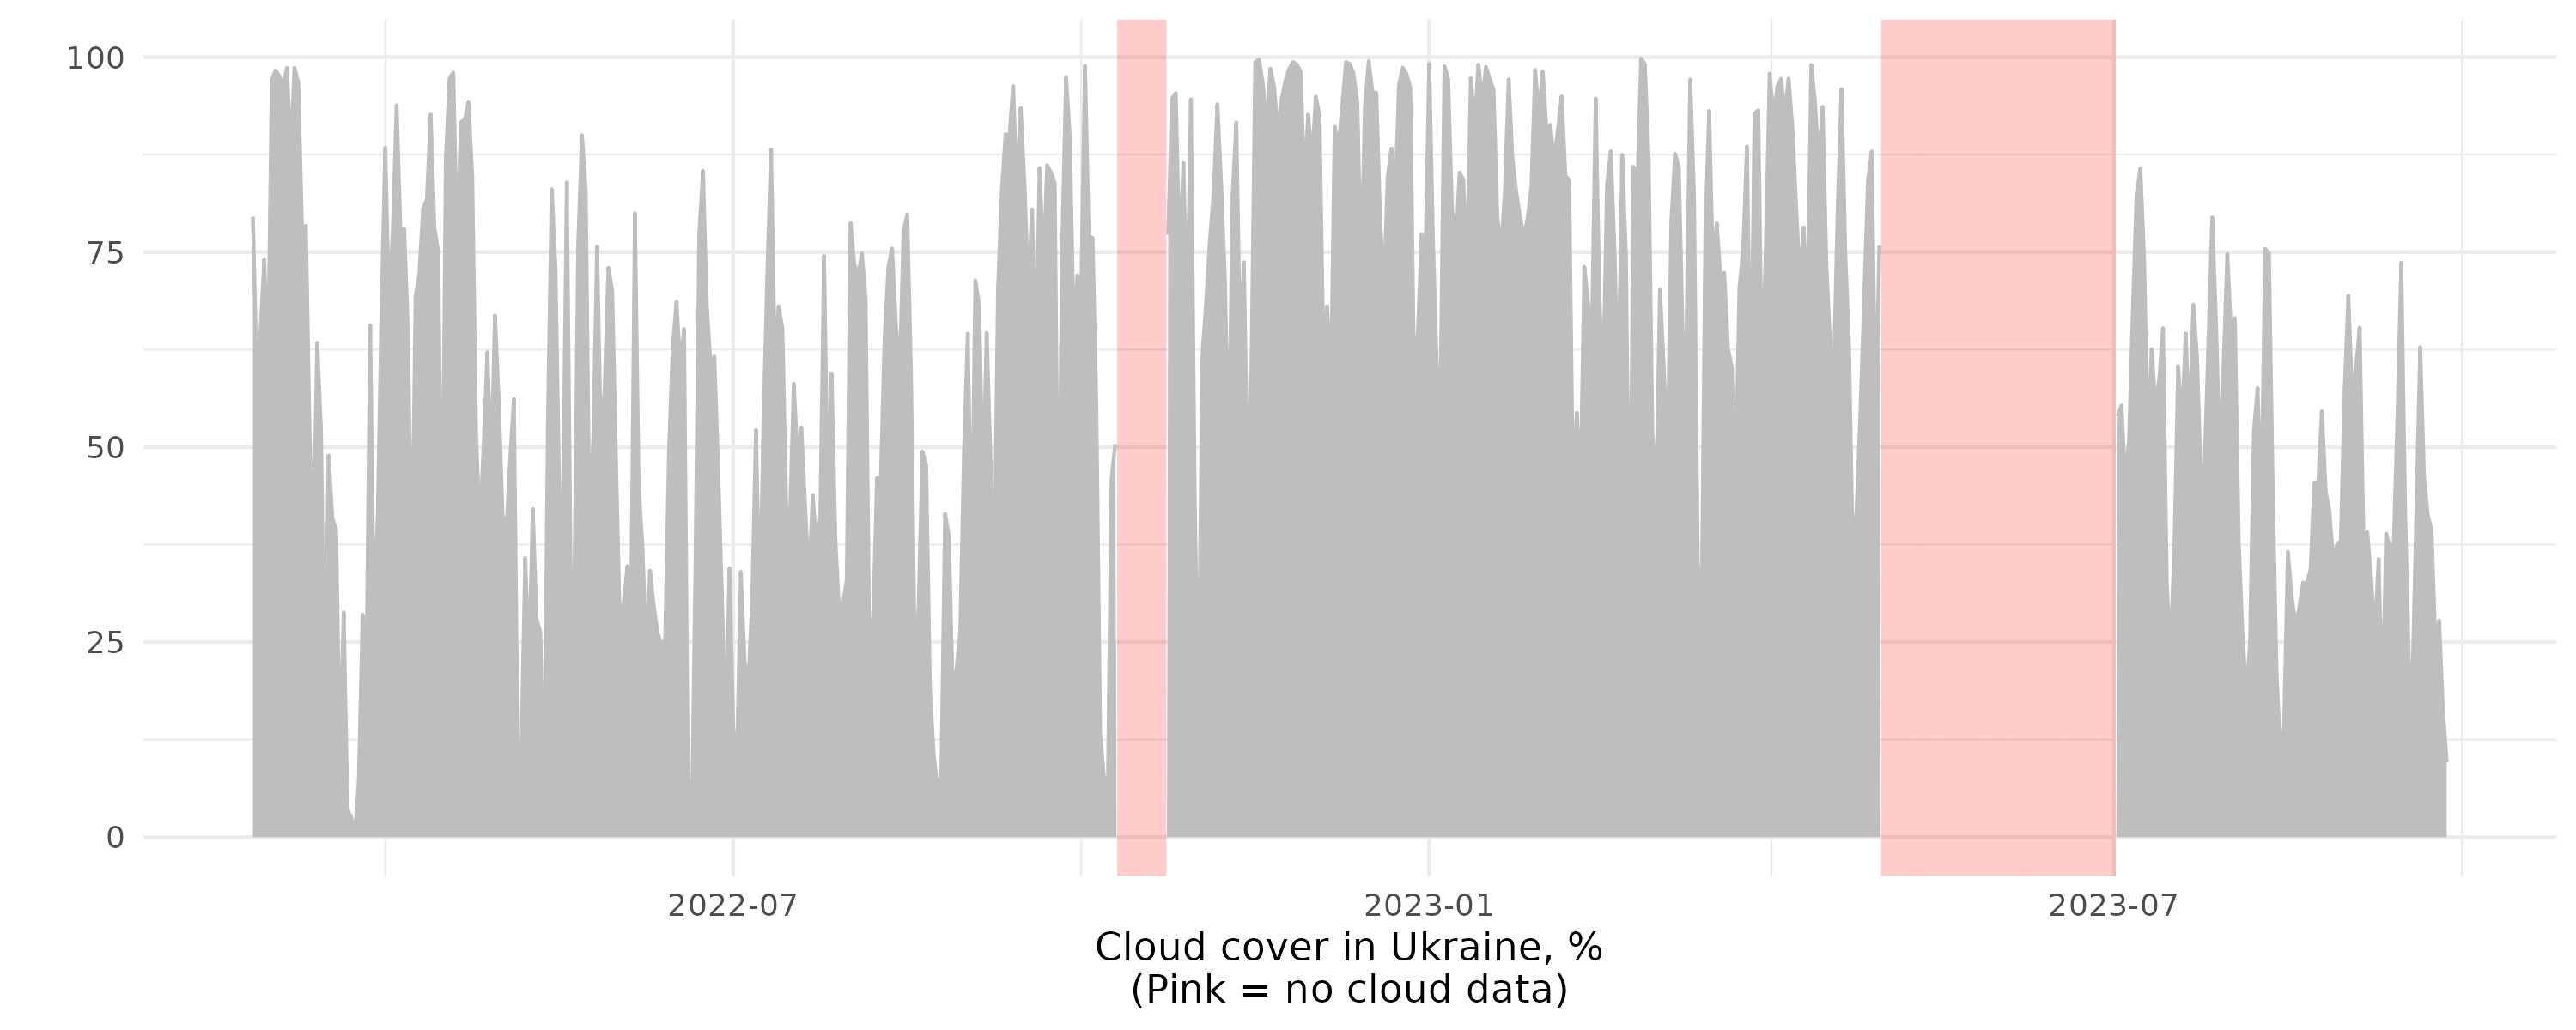 100
75
50
25
0
2022-07 2023-01 2023-07
Cloud cover in Ukraine, %
(Pink = no cloud data)